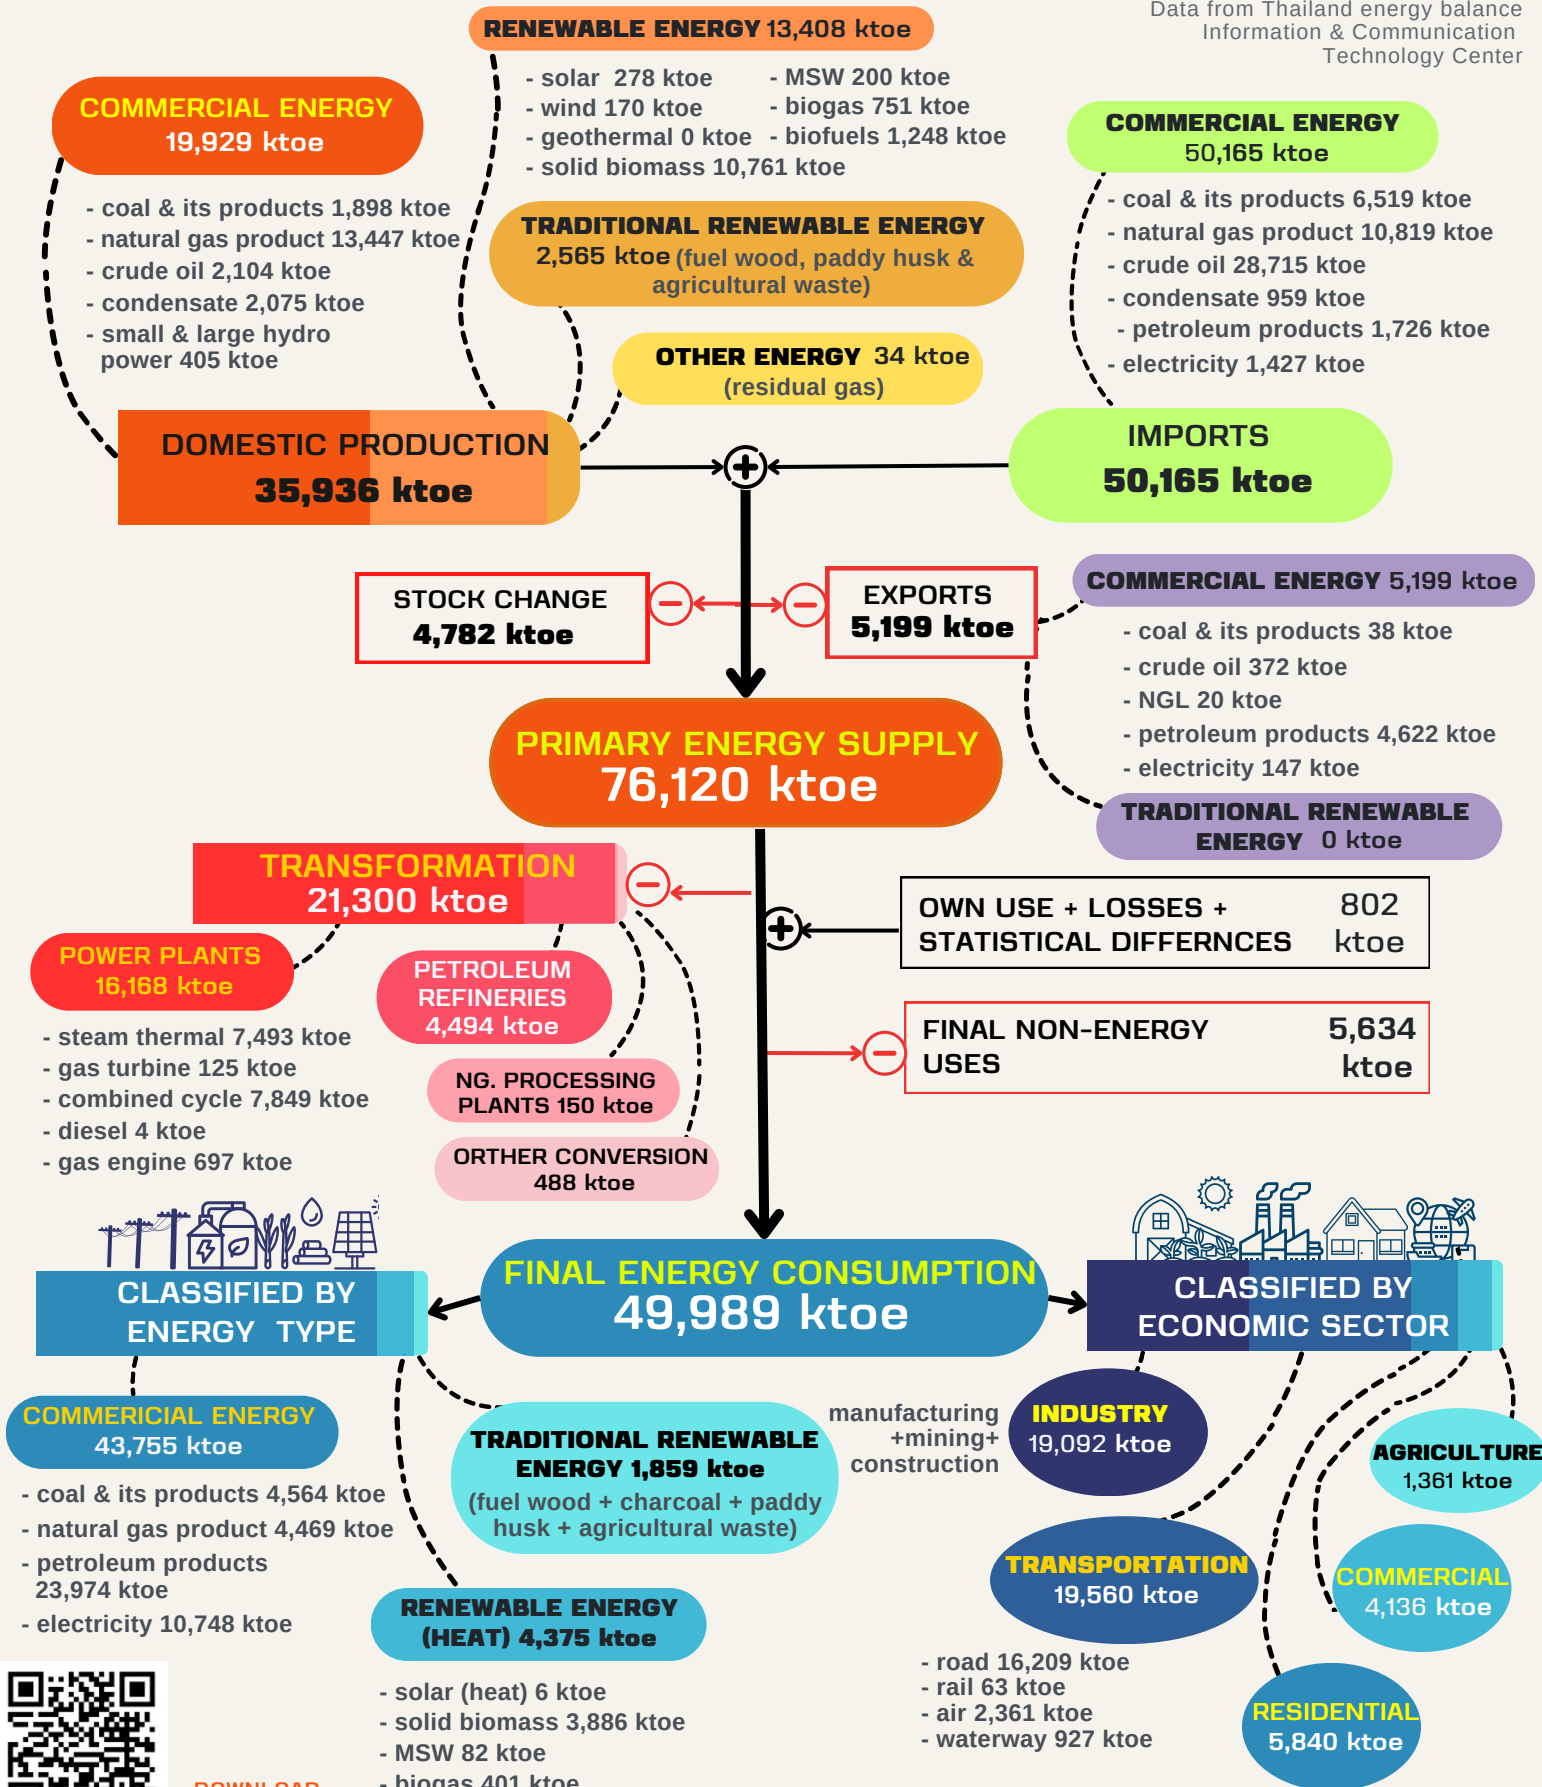 Data from Thailand energy balance
Information & Communication
Technology Center
RENEWABLE ENERGY 13,408 ktoe
- solar 278 ktoe
- wind 170 ktoe
- geothermal 0 ktoe
- solid biomass 10,761 ktoe
- MSW 200 ktoe
- biogas 751 ktoe
- biofuels 1,248 ktoe
COMMERCIAL ENERGY
19,929 ktoe
- coal & its products 1,898 ktoe
- natural gas product 13,447 ktoe
- crude oil 2,104 ktoe
- condensate 2,075 ktoe
- small & large hydro
power 405 ktoe
TRADITIONAL RENEWABLE ENERGY
2,565 ktoe (fuel wood, paddy husk &
agricultural waste)
OTHER ENERGY 34 ktoe
(residual gas)
COMMERCIAL ENERGY
50,165 ktoe
- coal & its products 6,519 ktoe
- natural gas product 10,819 ktoe
- crude oil 28,715 ktoe
- condensate 959 ktoe
- petroleum products 1,726 ktoe
- electricity 1,427 ktoe
DOMESTIC PRODUCTION
35,936 ktoe
IMPORTS
50,165 ktoe
STOCK CHANGE
4,782 ktoe
EXPORTS
5,199 ktoe
COMMERCIAL ENERGY 5,199 ktoe
- coal & its products 38 ktoe
- crude oil 372 ktoe
- NGL 20 ktoe
- petroleum products 4,622 ktoe
- electricity 147 ktoe
TRADITIONAL RENEWABLE
ENERGY 0 ktoe
PRIMARY ENERGY SUPPLY
76,120 ktoe
TRANSFORMATION
21,300 ktoe
OWN USE + LOSSES +
STATISTICAL DIFFERNCES
802
ktoe
POWER PLANTS
16,168 ktoe
- steam thermal 7,493 ktoe
- gas turbine 125 ktoe
- combined cycle 7,849 ktoe
- diesel 4 ktoe
- gas engine 697 ktoe
PETROLEUM
REFINERIES
4,494 ktoe
NG. PROCESSING
PLANTS 150 ktoe
ORTHER CONVERSION
488 ktoe
FINAL NON-ENERGY
USES
5,634
ktoe
FINAL ENERGY CONSUMPTION
49,989 ktoe
CLASSIFIED BY
ENERGY TYPE
COMMERICIAL ENERGY
43,755 ktoe
- coal & its products 4,564 ktoe
- natural gas product 4,469 ktoe
- petroleum products
23,974 ktoe
- electricity 10,748 ktoe
TRADITIONAL RENEWABLE
ENERGY 1,859 ktoe
(fuel wood + charcoal + paddy
husk + agricultural waste)
RENEWABLE ENERGY
(HEAT) 4,375 ktoe
- solar (heat) 6 ktoe
- solid biomass 3,886 ktoe
- MSW 82 ktoe
- biogas 401 ktoe
CLASSIFIED BY
ECONOMIC SECTOR
manufacturing
+mining+
construction
INDUSTRY
19,092 ktoe
TRANSPORTATION
19,560 ktoe
- road 16,209 ktoe
- rail 63 ktoe
- air 2,361 ktoe
- waterway 927 ktoe
AGRICULTURE
1,361 ktoe
COMMERCIAL
4,136 ktoe
RESIDENTIAL
5,840 ktoe
DOWNLOAD